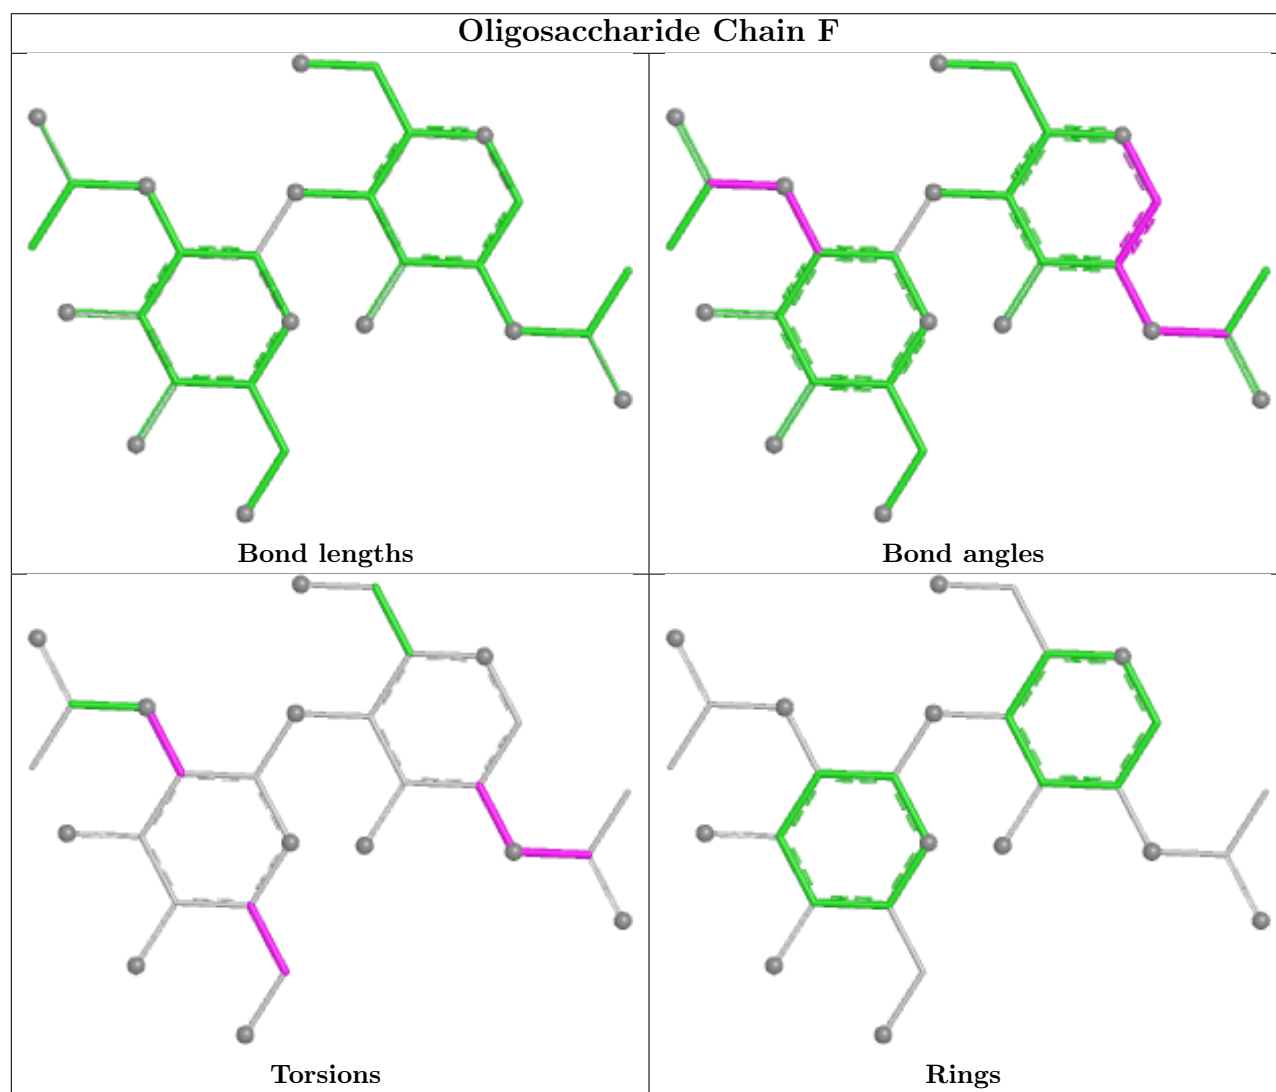 Oligosaccharide Chain F
Bond lengths
Bond angles
Torsions
Rings